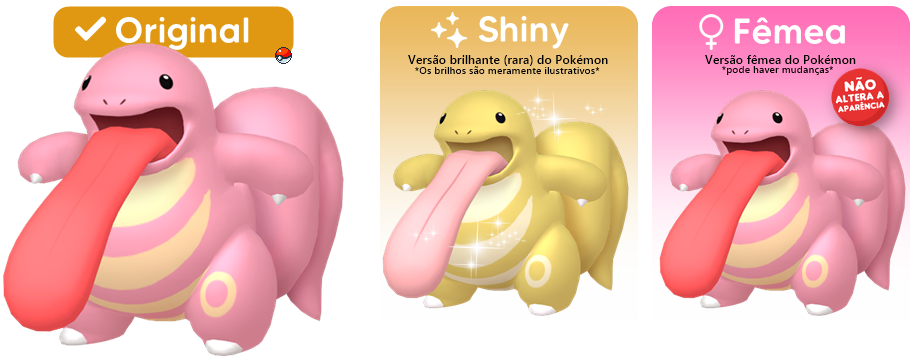 Original
Shiny
Versão brilhante (rara) do Pokémon
*Os brilhos são meramente ilustrativos*
Fêmea
Versão fêmea do Pokémon
*pode haver mudanças*
NÃO
ALTERA A
APARÊNCIA